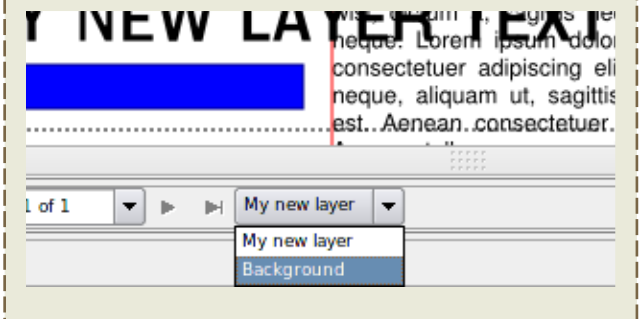 Y NEW LAYER TEXT
neque. Lorem ipsum dolor
consectetuer adipiscing eli
neque, aliquam ut, sagittis
est. Aenean consectetuer
1 of 1
My new layer
My new layer
Background